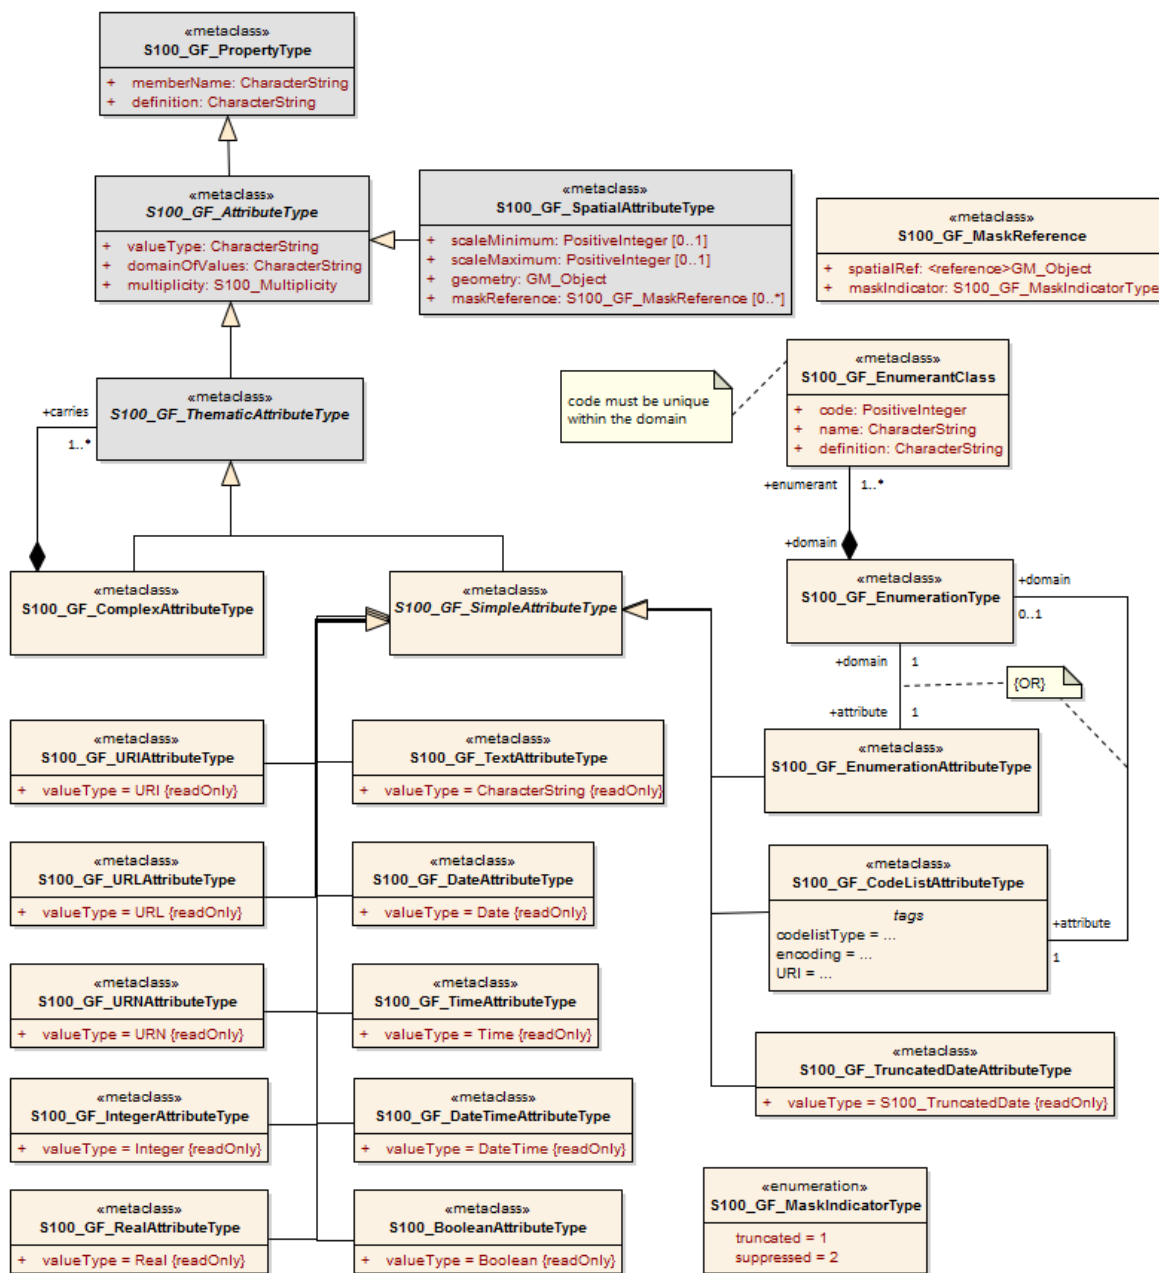 «metaclass»
S100_GF_PropertyType
+ memberName: CharacterString
+ definition: CharacterString
«metaclass»
S100_GF_AttributeType
+ valueType: CharacterString
+ domainOfValues: CharacterString
+ multiplicity: S100_Multiplicity
«metaclass»
S100_GF_SpatialAttributeType
+ scaleMinimum: PositiveInteger [0..1]
+ scaleMaximum: PositiveInteger [0..1]
+ geometry: GM_Object
+ maskReference: S100_GF_MaskReference [0..*]
«metaclass»
S100_GF_MaskReference
+ spatialRef: <reference>GM_Object
+ maskIndicator: S100_GF_MaskIndicatorType
«metaclass»
S100_GF_ThematicAttributeType
+carries
1..*
code must be unique
within the domain
«metaclass»
S100_GF_EnumerantClass
+ code: PositiveInteger
+ name: CharacterString
+ definition: CharacterString
+enumerant
1..*
+domain
«metaclass»
S100_GF_ComplexAttributeType
«metaclass»
S100_GF_SimpleAttributeType
«metaclass»
S100_GF_EnumerationType
+domain
0..1
+domain
1
{OR}
+attribute
1
«metaclass»
S100_GF_URIAttributeType
+ valueType = URI {readOnly}
«metaclass»
S100_GF_TextAttributeType
+ valueType = CharacterString {readOnly}
«metaclass»
S100_GF_EnumerationAttributeType
«metaclass»
S100_GF_URLAttributeType
+ valueType = URL {readOnly}
«metaclass»
S100_GF_DateAttributeType
+ valueType = Date {readOnly}
«metaclass»
S100_GF_CodeListAttributeType
tags
codelistType = ...
encoding = ...
URI = ...
+attribute
1
«metaclass»
S100_GF_URNAttributeType
+ valueType = URN {readOnly}
«metaclass»
S100_GF_TimeAttributeType
+ valueType = Time {readOnly}
«metaclass»
S100_GF_TruncatedDateAttributeType
+ valueType = S100_TruncatedDate {readOnly}
«metaclass»
S100_GF_IntegerAttributeType
+ valueType = Integer {readOnly}
«metaclass»
S100_GF_DateTimeAttributeType
+ valueType = DateTime {readOnly}
«metaclass»
S100_GF_RealAttributeType
+ valueType = Real {readOnly}
«metaclass»
S100_BooleanAttributeType
+ valueType = Boolean {readOnly}
«enumeration»
S100_GF_MaskIndicatorType
truncated = 1
suppressed = 2